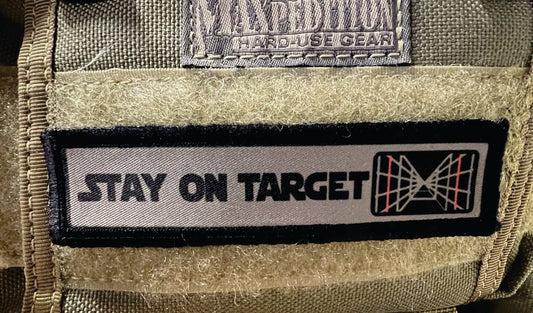 MAXPEDITION
HARD-USE GEAR
STAY ON TARGET